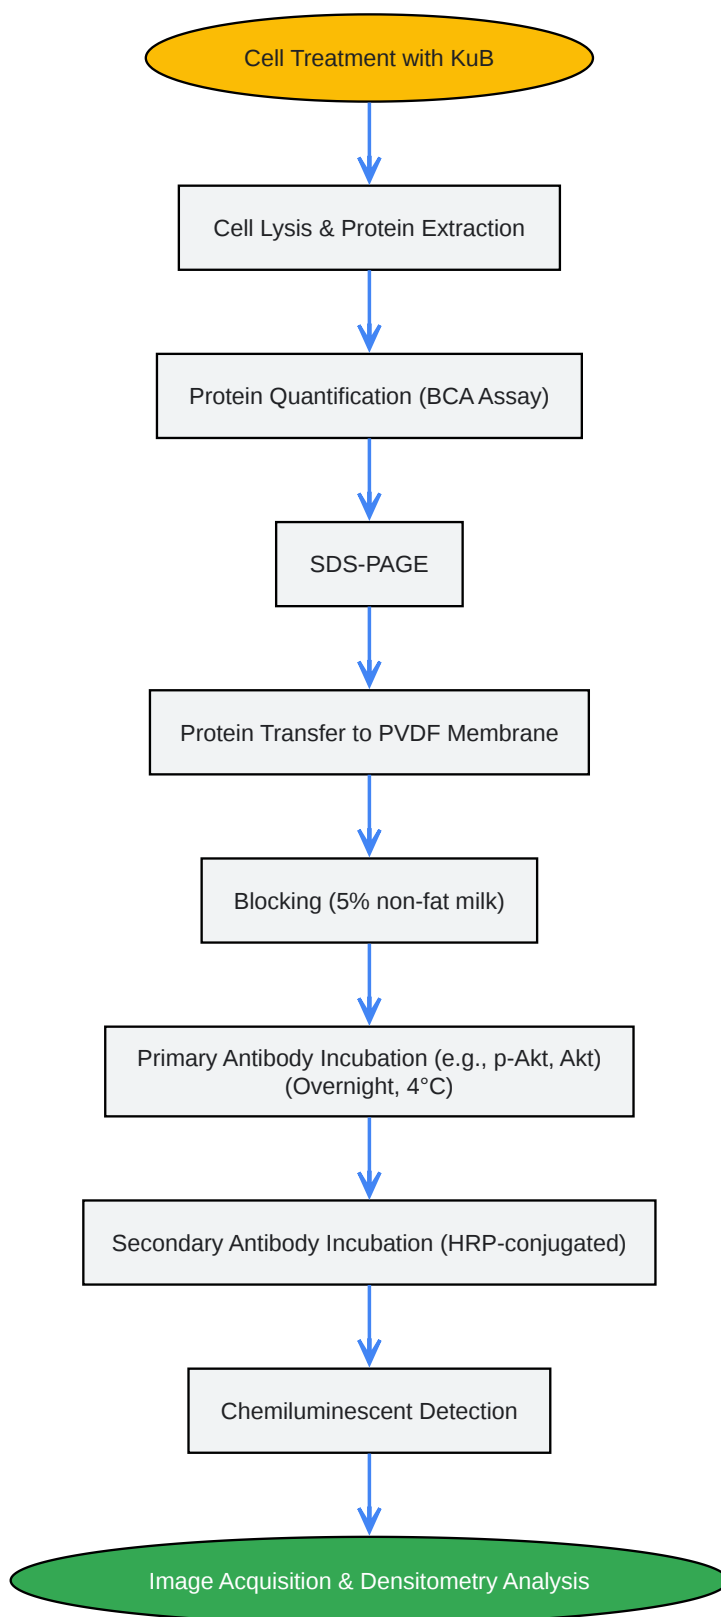 Cell Treatment with KuB
Cell Lysis & Protein Extraction
Protein Quantification (BCA Assay)
SDS-PAGE
Protein Transfer to PVDF Membrane
Blocking (5% non-fat milk)
Primary Antibody Incubation (e.g., p-Akt, Akt)
(Overnight, 4°C)
Secondary Antibody Incubation (HRP-conjugated)
Chemiluminescent Detection
Image Acquisition & Densitometry Analysis